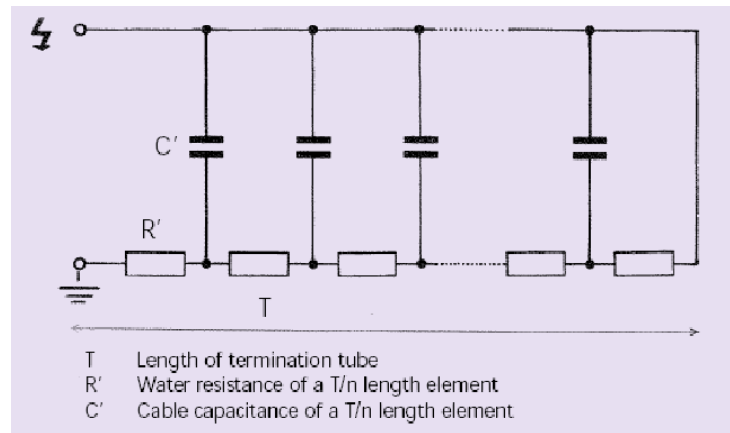 C′
R′
T
T Length of termination tube
R′ Water resistance of a T/n length element
C′ Cable capacitance of a T/n length element